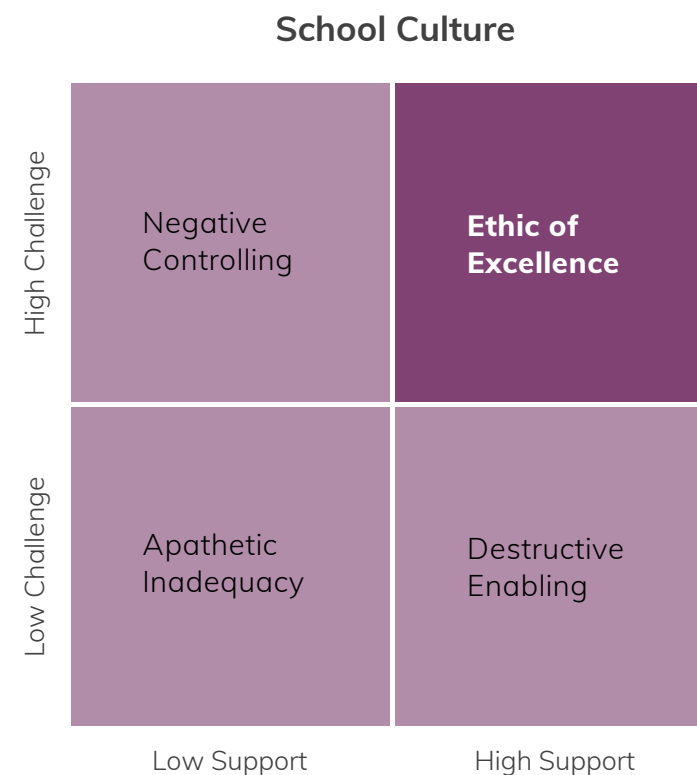 School Culture
High Challenge
Negative
Controlling
Ethic of
Excellence
Low Challenge
Apathetic
Inadequacy
Destructive
Enabling
Low Support
High Support